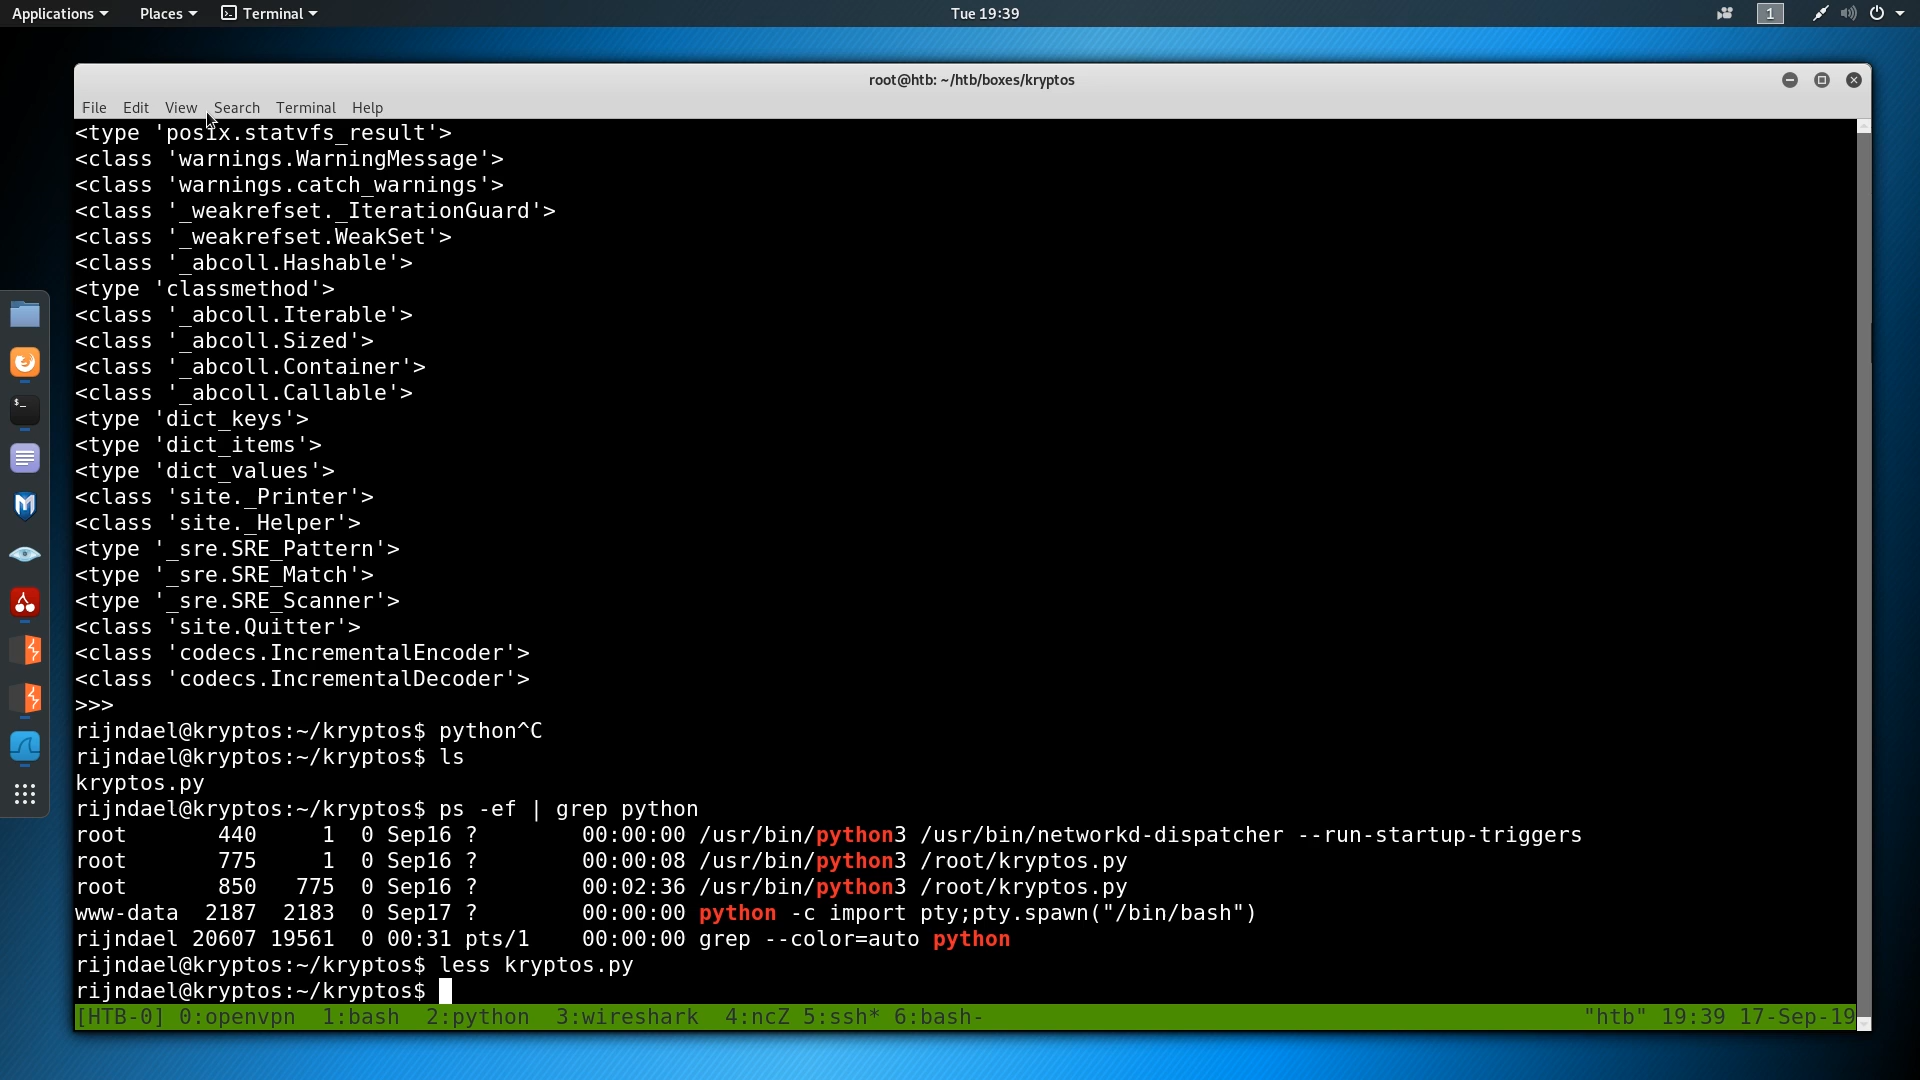 Applications Places Terminal Tue 19:39 1
root@htb: ~/htb/boxes/kryptos
File Edit View Search Terminal Help
<type 'posix.statvfs_result'>
<class 'warnings.WarningMessage'>
<class 'warnings.catch_warnings'>
<class '_weakrefset._IterationGuard'>
<class '_weakrefset.WeakSet'>
<class '_abcoll.Hashable'>
<type 'classmethod'>
<class '_abcoll.Iterable'>
<class '_abcoll.Sized'>
<class '_abcoll.Container'>
<class '_abcoll.Callable'>
<type 'dict_keys'>
<type 'dict_items'>
<type 'dict_values'>
<class 'site._Printer'>
<class 'site._Helper'>
<type '_sre.SRE_Pattern'>
<type '_sre.SRE_Match'>
<type '_sre.SRE_Scanner'>
<class 'site.Quitter'>
<class 'codecs.IncrementalEncoder'>
<class 'codecs.IncrementalDecoder'>
>>>
rijndael@kryptos:~/kryptos$ python^C
rijndael@kryptos:~/kryptos$ ls
kryptos.py
rijndael@kryptos:~/kryptos$ ps -ef | grep python
root       440     1  0 Sep16 ?        00:00:00 /usr/bin/python3 /usr/bin/networkd-dispatcher --run-startup-triggers
root       775     1  0 Sep16 ?        00:00:08 /usr/bin/python3 /root/kryptos.py
root       850   775  0 Sep16 ?        00:02:36 /usr/bin/python3 /root/kryptos.py
www-data  2187  2183  0 Sep17 ?        00:00:00 python -c import pty;pty.spawn("/bin/bash")
rijndael 20607 19561  0 00:31 pts/1    00:00:00 grep --color=auto python
rijndael@kryptos:~/kryptos$ less kryptos.py
rijndael@kryptos:~/kryptos$
[HTB-0] 0:openvpn  1:bash  2:python  3:wireshark  4:ncZ 5:ssh* 6:bash- "htb" 19:39 17-Sep-19